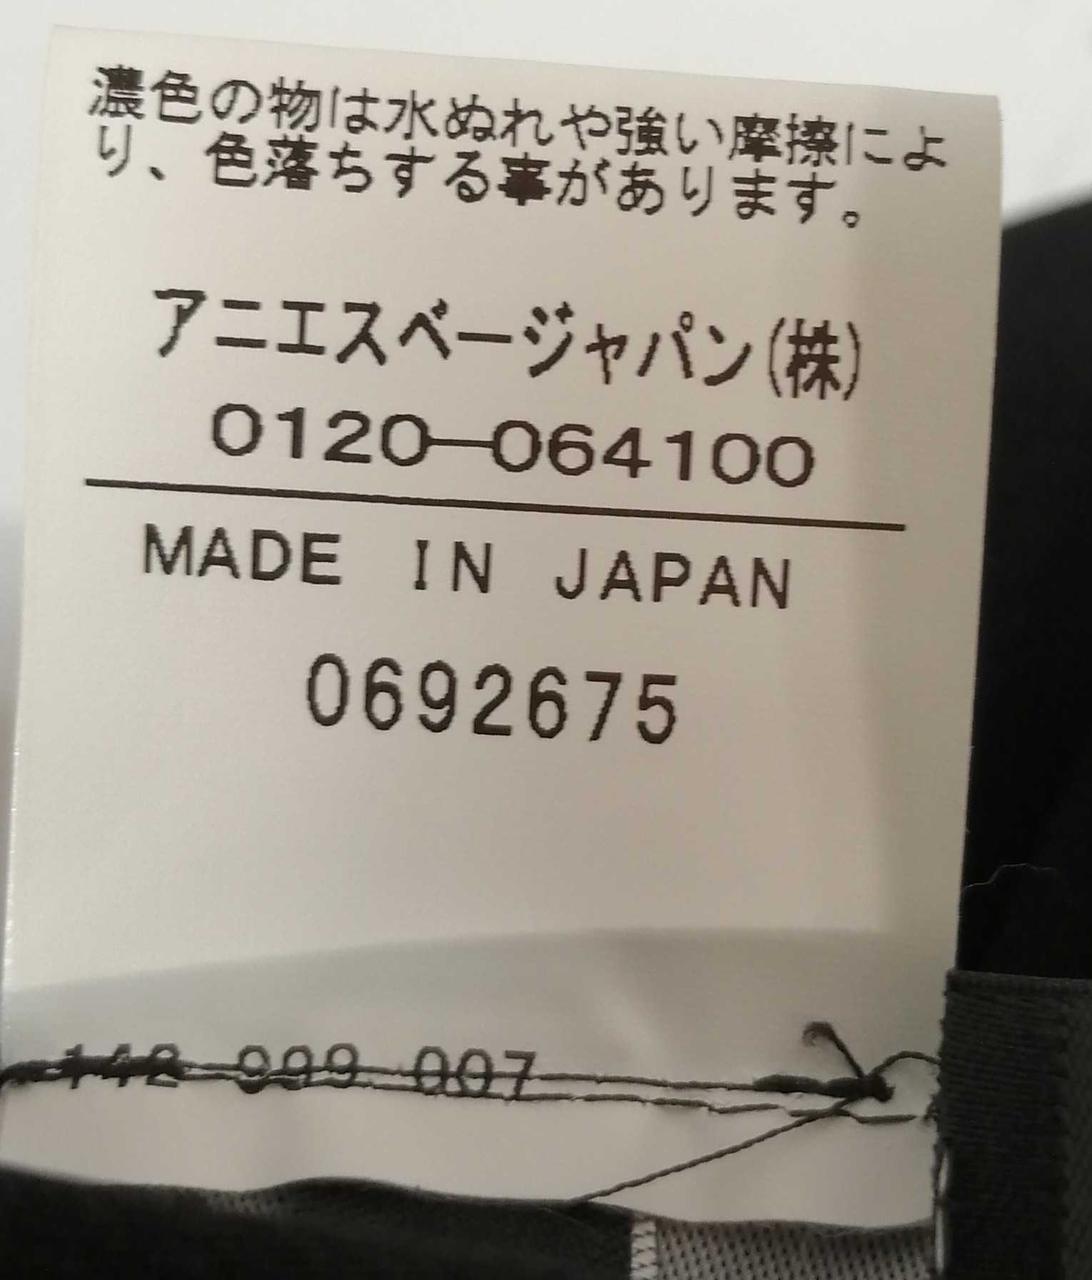 濃色の物は水ぬれや強い摩擦によ
り、色落ちする事があります。
アニエスベージャパン(株)
0120—064100
MADE IN JAPAN
0692675
007